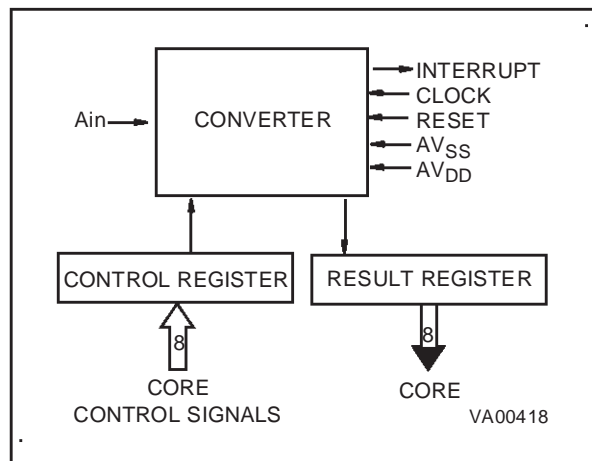 INTERRUPT
CLOCK
Ain
CONVERTER
RESET
AVSS
AVDD
CONTROL REGISTER
RESULT REGISTER
8
8
CORE
CONTROL SIGNALS
CORE
VA00418